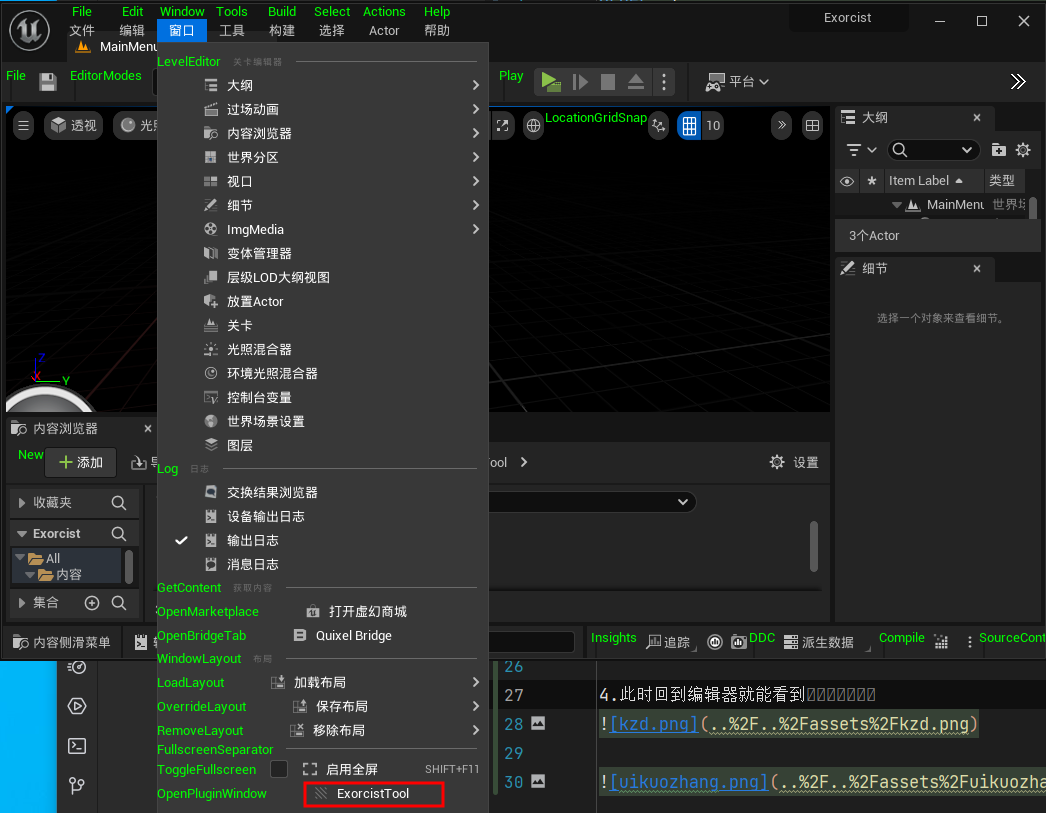 File Edit Window Tools Build Select Actions Help
文件 编辑 窗口 工具 构建 选择 Actor 帮助
Exorcist
MainMenu
File EditorModes
Play
平台
透视
光照
LocationGridSnap
10
LevelEditor 关卡编辑器
大纲
过场动画
内容浏览器
世界分区
视口
细节
ImgMedia
变体管理器
层级LOD大纲视图
放置Actor
关卡
光照混合器
环境光照混合器
控制台变量
世界场景设置
图层
Log 日志
交换结果浏览器
设备输出日志
输出日志
消息日志
GetContent 获取内容
OpenMarketplace 打开虚幻商城
OpenBridgeTab Quixel Bridge
WindowLayout 布局
LoadLayout 加载布局
OverrideLayout 保存布局
RemoveLayout 移除布局
FullscreenSeparator
ToggleFullscreen 启用全屏 SHIFT+F11
OpenPluginWindow ExorcistTool
大纲
Item Label 类型
MainMenu 世界场
3个Actor
细节
选择一个对象来查看细节。
Z
X Y
内容浏览器
New 添加
ool
设置
收藏夹
Exorcist
All
内容
集合
内容侧滑菜单
Insights 追踪
DDC 派生数据
Compile
SourceCont
26
27 4.此时回到编辑器就能看到
28 ![kzd.png](..%2F..%2Fassets%2Fkzd.png)
29
30 ![uikuozhang.png](..%2F..%2Fassets%2Fuikuozha